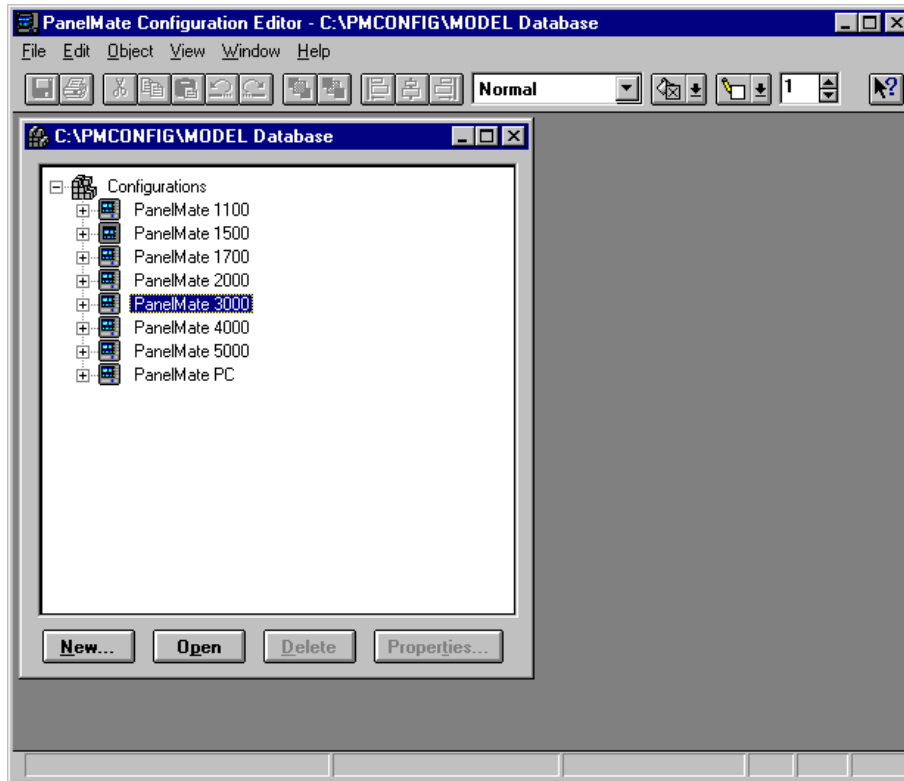 PanelMate Configuration Editor - C:\PMCONFIG\MODEL Database
File Edit Object View Window Help
Normal 1
C:\PMCONFIG\MODEL Database
Configurations
PanelMate 1100
PanelMate 1500
PanelMate 1700
PanelMate 2000
PanelMate 3000
PanelMate 4000
PanelMate 5000
PanelMate PC
New... Open Delete Properties...